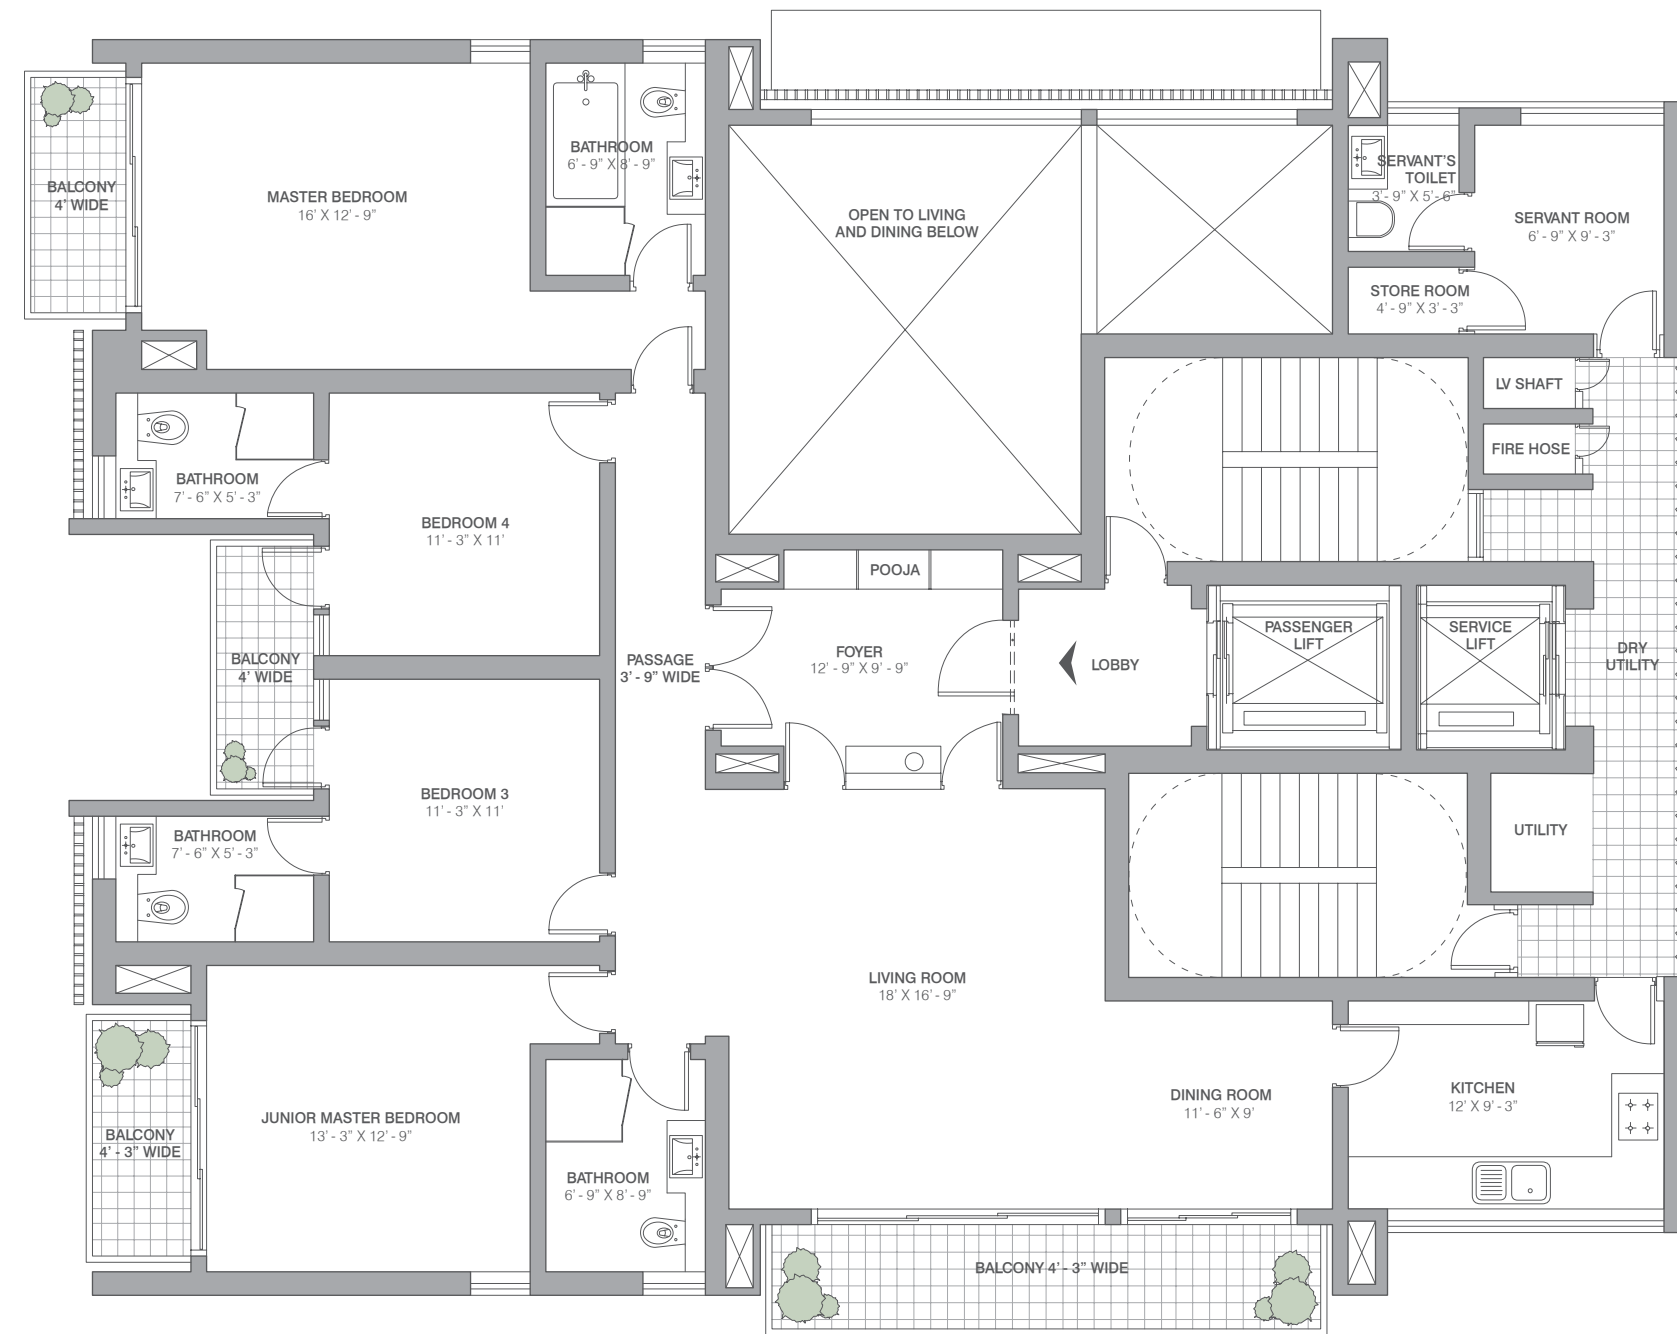 BATHROOM
6' - 9" X 8' - 9"
SERVANT'S
TOILET
3' - 9" X 5' - 6"
BALCONY
4' WIDE
MASTER BEDROOM
16' X 12' - 9"
OPEN TO LIVING
AND DINING BELOW
SERVANT ROOM
6' - 9" X 9' - 3"
STORE ROOM
4' - 9" X 3' - 3"
LV SHAFT
FIRE HOSE
BATHROOM
7' - 6" X 5' - 3"
BEDROOM 4
11' - 3" X 11'
POOJA
BALCONY
4' WIDE
PASSAGE
3' - 9" WIDE
FOYER
12' - 9" X 9' - 9"
LOBBY
PASSENGER
LIFT
SERVICE
LIFT
DRY
UTILITY
BEDROOM 3
11' - 3" X 11'
BATHROOM
7' - 6" X 5' - 3"
UTILITY
LIVING ROOM
18' X 16' - 9"
DINING ROOM
11' - 6" X 9'
KITCHEN
12' X 9' - 3"
JUNIOR MASTER BEDROOM
13' - 3" X 12' - 9"
BALCONY
4' - 3" WIDE
BATHROOM
6' - 9" X 8' - 9"
BALCONY 4' - 3" WIDE